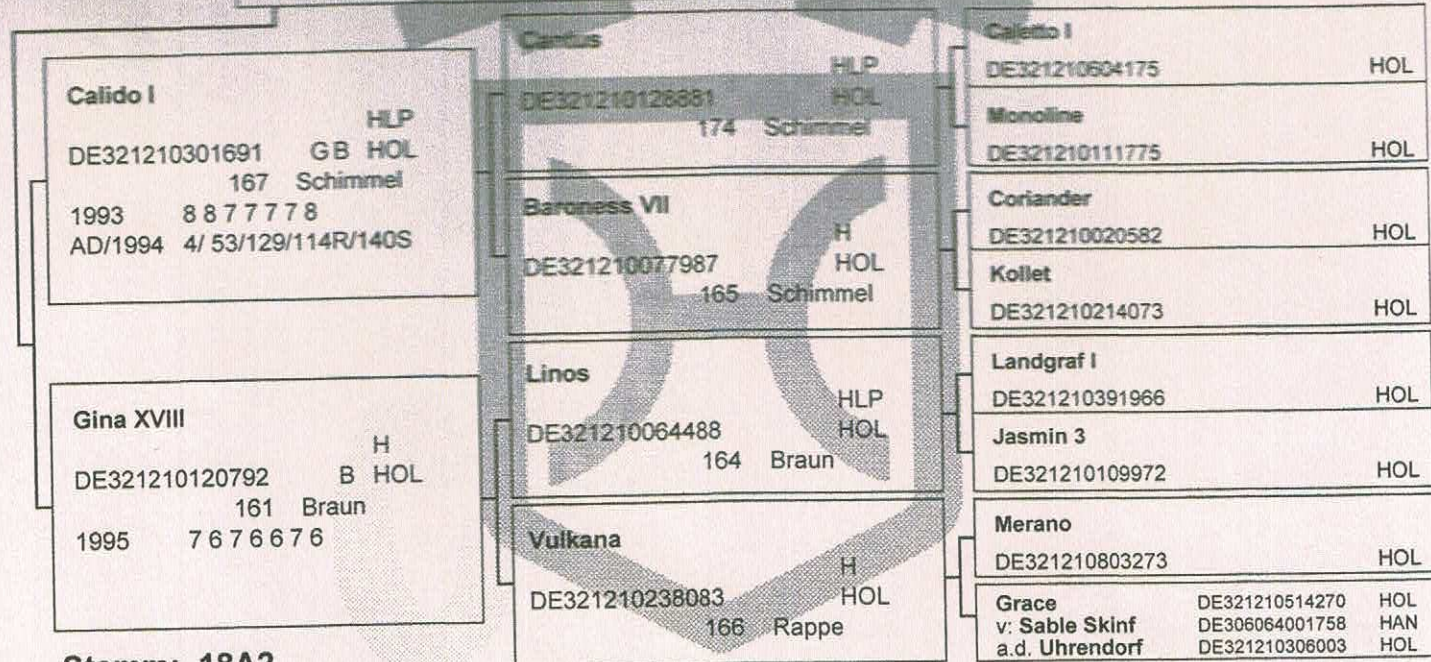 Calido I
HLP
DE321210301691 GB HOL
167 Schimmel
1993 8 8 7 7 7 7 8
AD/1994 4/ 53/129/114R/140S
Gina XVIII
H
DE321210120792 B HOL
161 Braun
1995 7 6 7 6 6 7 6
Cantus
HLP
DE321210128881 HOL
174 Schimmel
Baroness VII
H
DE321210077987 HOL
165 Schimmel
Linos
HLP
DE321210064488 HOL
164 Braun
Vulkana
H
DE321210238083 HOL
166 Rappe
Caletto I
DE321210604175 HOL
Monoline
DE321210111775 HOL
Coriander
DE321210020582 HOL
Kollet
DE321210214073 HOL
Landgraf I
DE321210391966 HOL
Jasmin 3
DE321210109972 HOL
Merano
DE321210803273 HOL
Grace DE321210514270 HOL
v: Sable Skinf DE306064001758 HAN
a.d. Uhrendorf DE321210306003 HOL
18A2